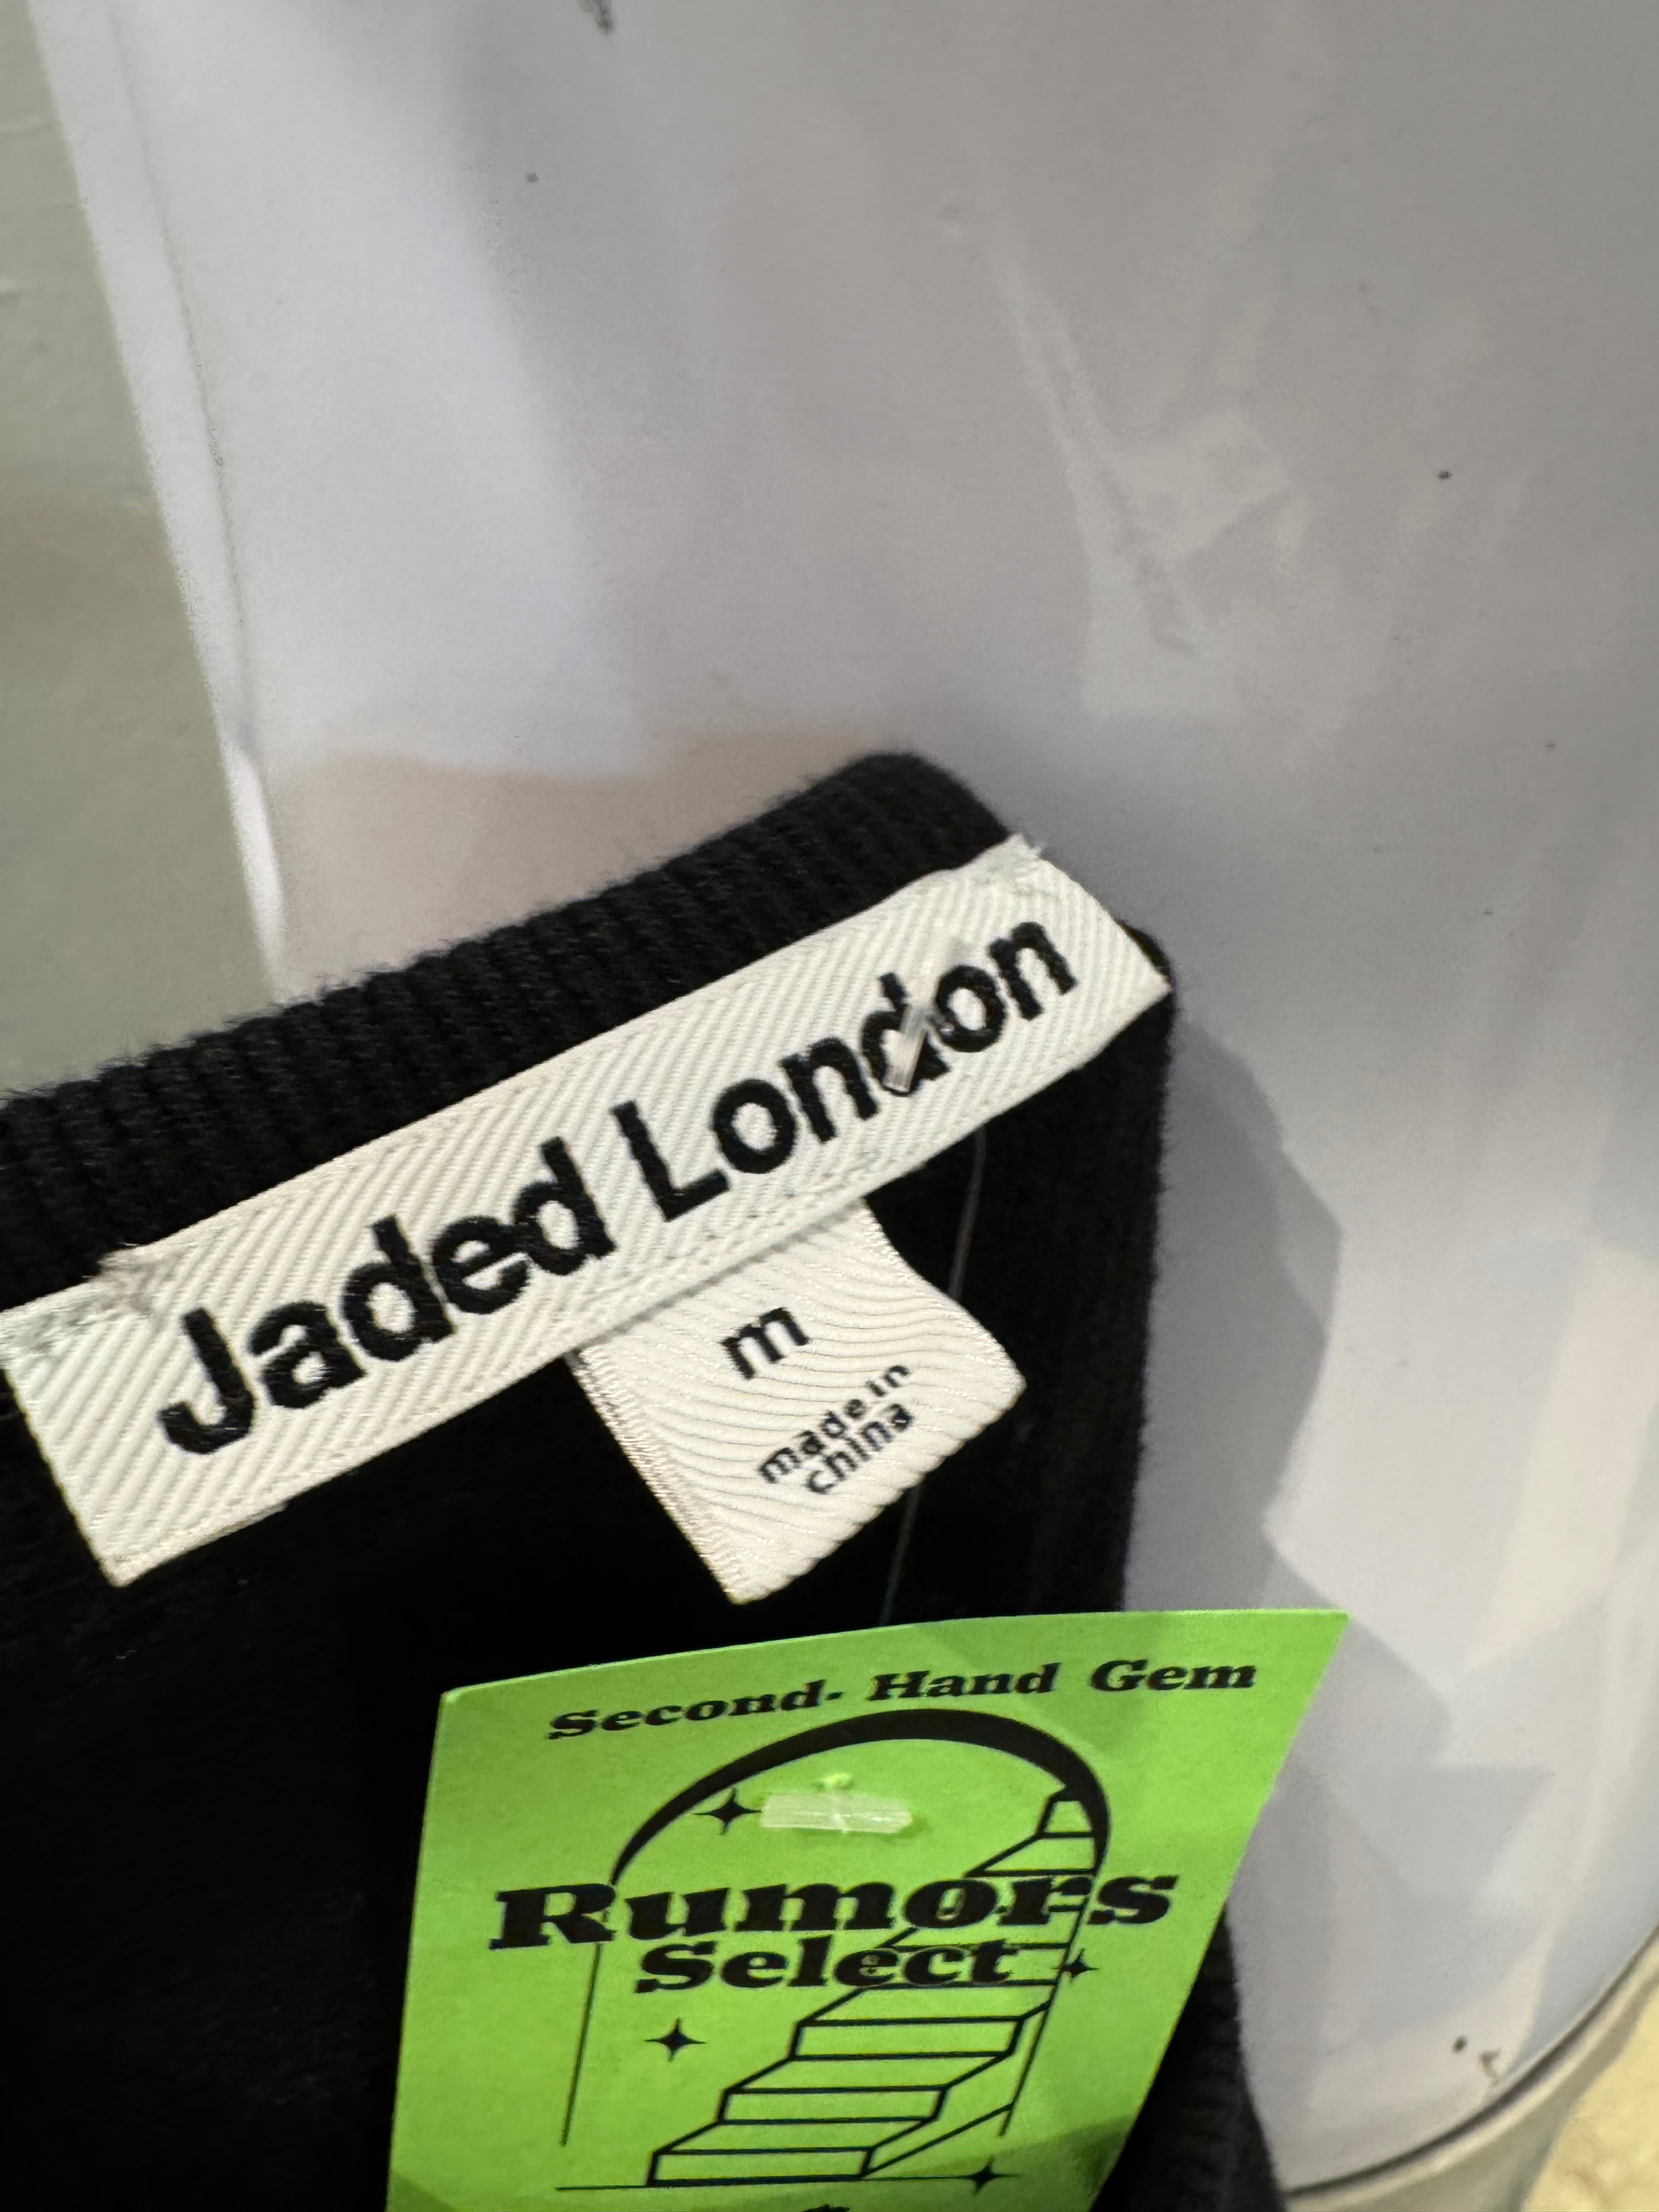 Jaded London
m
made in
china
Second- Hand Gem
Rumors
Select